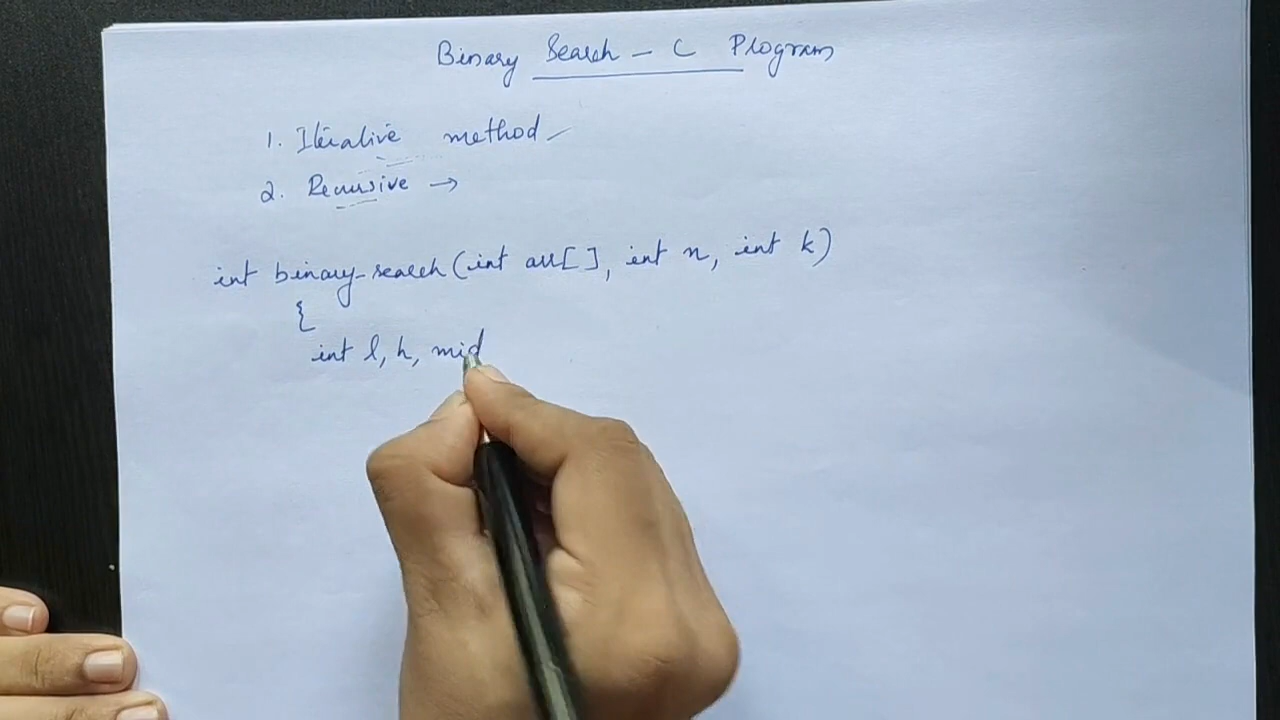 Binary Search - C Program
1. Iterative method
2. Recursive →
int binary-search(int arr[], int n, int k)
{
int l, h, mid